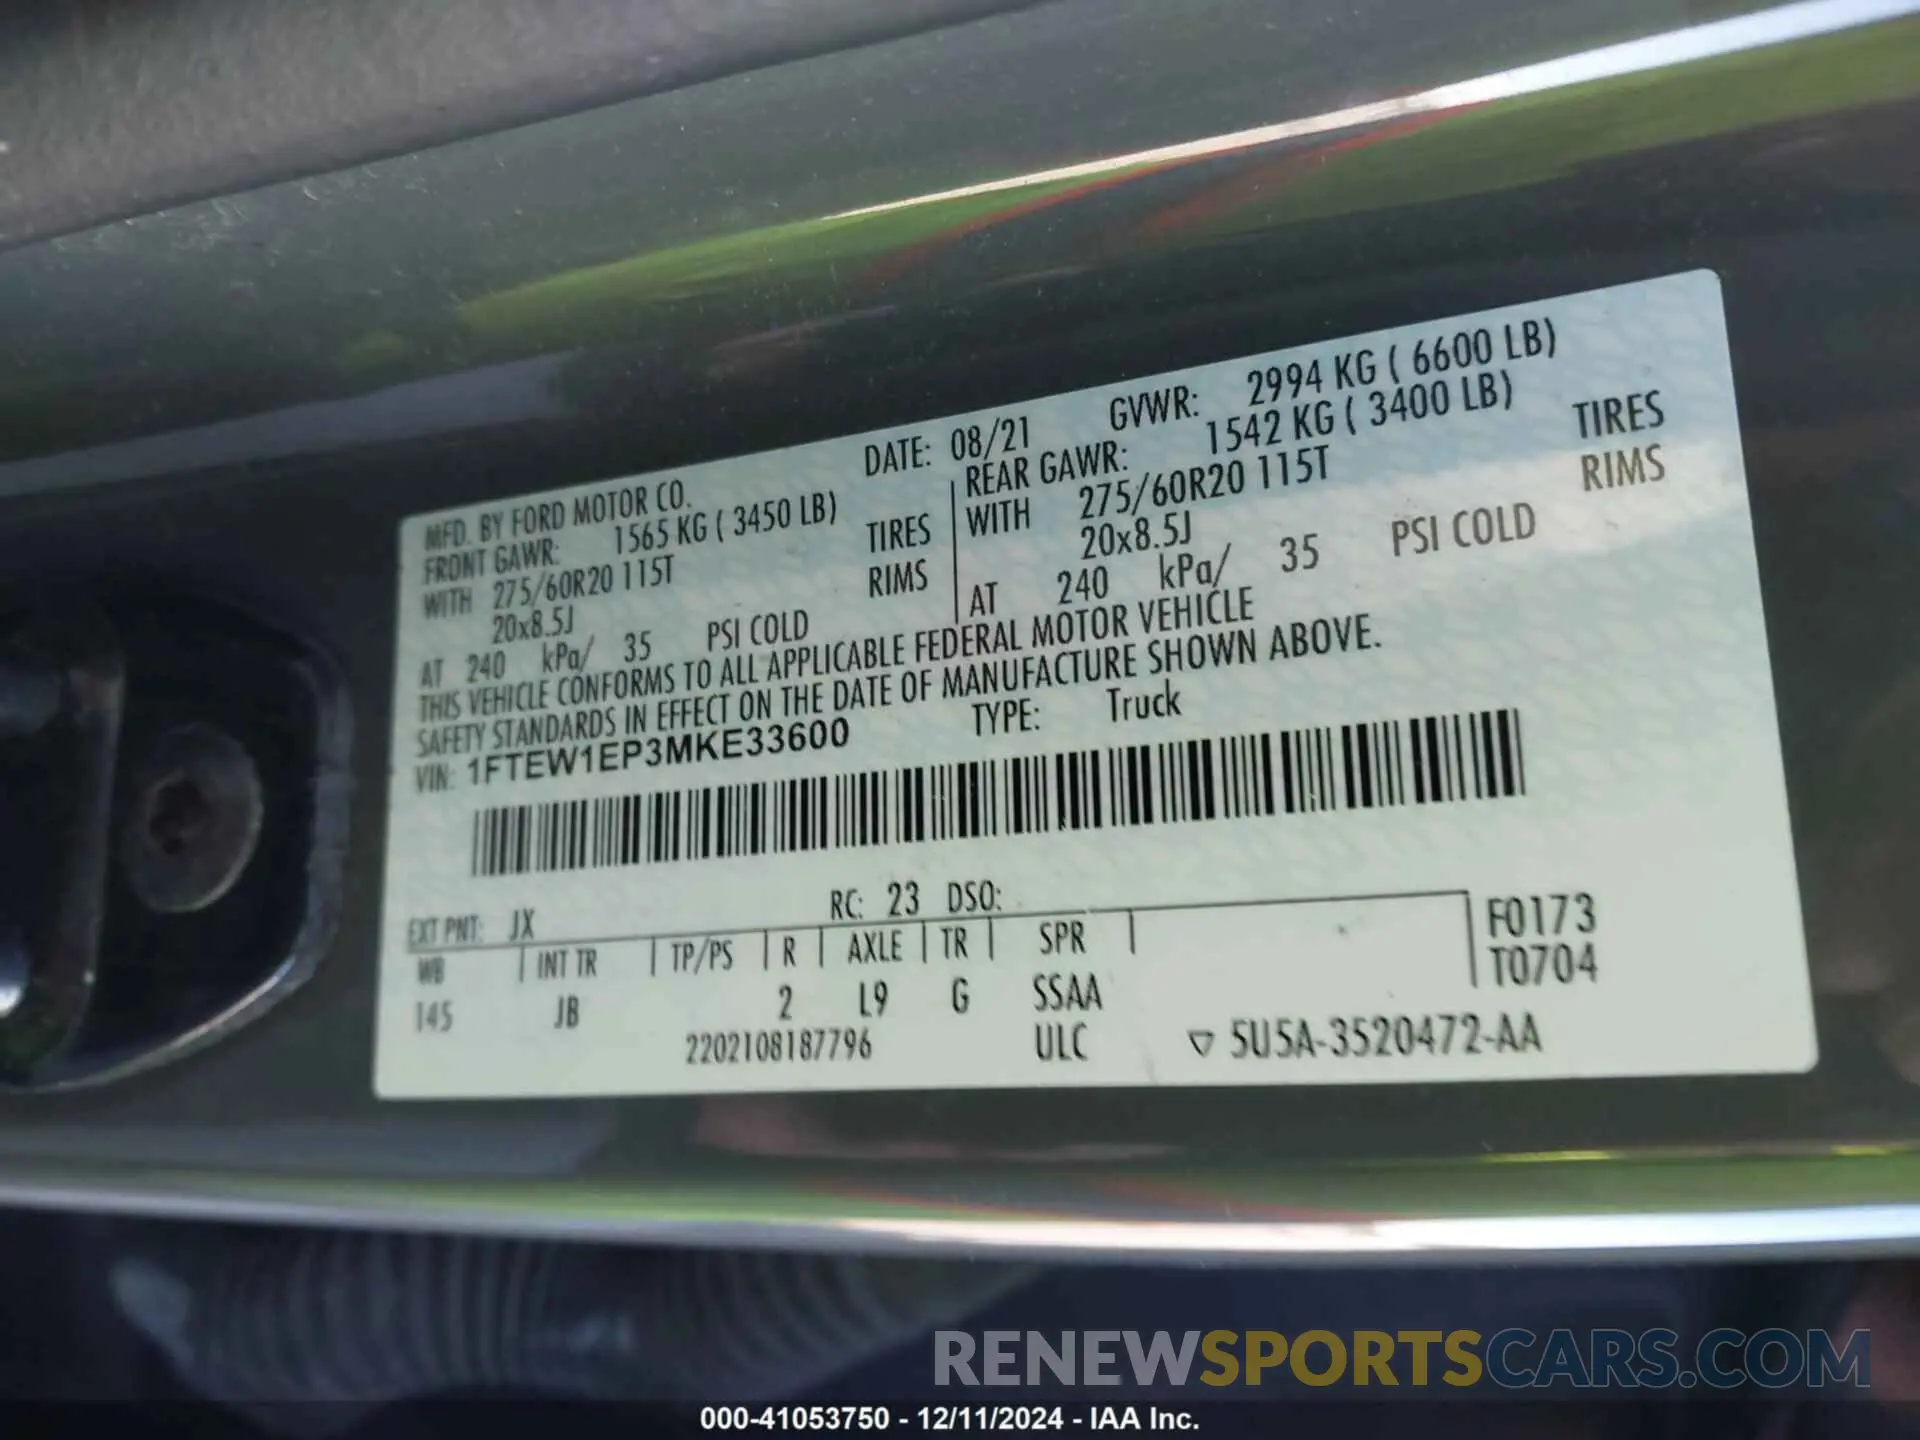 MFD. BY FORD MOTOR CO. DATE: 08/21 GVWR: 2994 KG ( 6600 LB)
FRONT GAWR: 1565 KG ( 3450 LB) REAR GAWR: 1542 KG ( 3400 LB)
WITH 275/60R20 115T TIRES WITH 275/60R20 115T TIRES
20x8.5J RIMS 20x8.5J RIMS
AT 240 kPa/ 35 PSI COLD AT 240 kPa/ 35 PSI COLD
THIS VEHICLE CONFORMS TO ALL APPLICABLE FEDERAL MOTOR VEHICLE
SAFETY STANDARDS IN EFFECT ON THE DATE OF MANUFACTURE SHOWN ABOVE.
VIN: 1FTEW1EP3MKE33600 TYPE: Truck
EXT PNT: JX RC: 23 DSO: F0173
WB INT TR TP/PS R AXLE TR SPR T0704
145 JB 2 L9 G SSAA
2202108187796 ULC ▽ 5U5A-3520472-AA
RENEWSPORTSCARS.COM
000-41053750 - 12/11/2024 - IAA Inc.